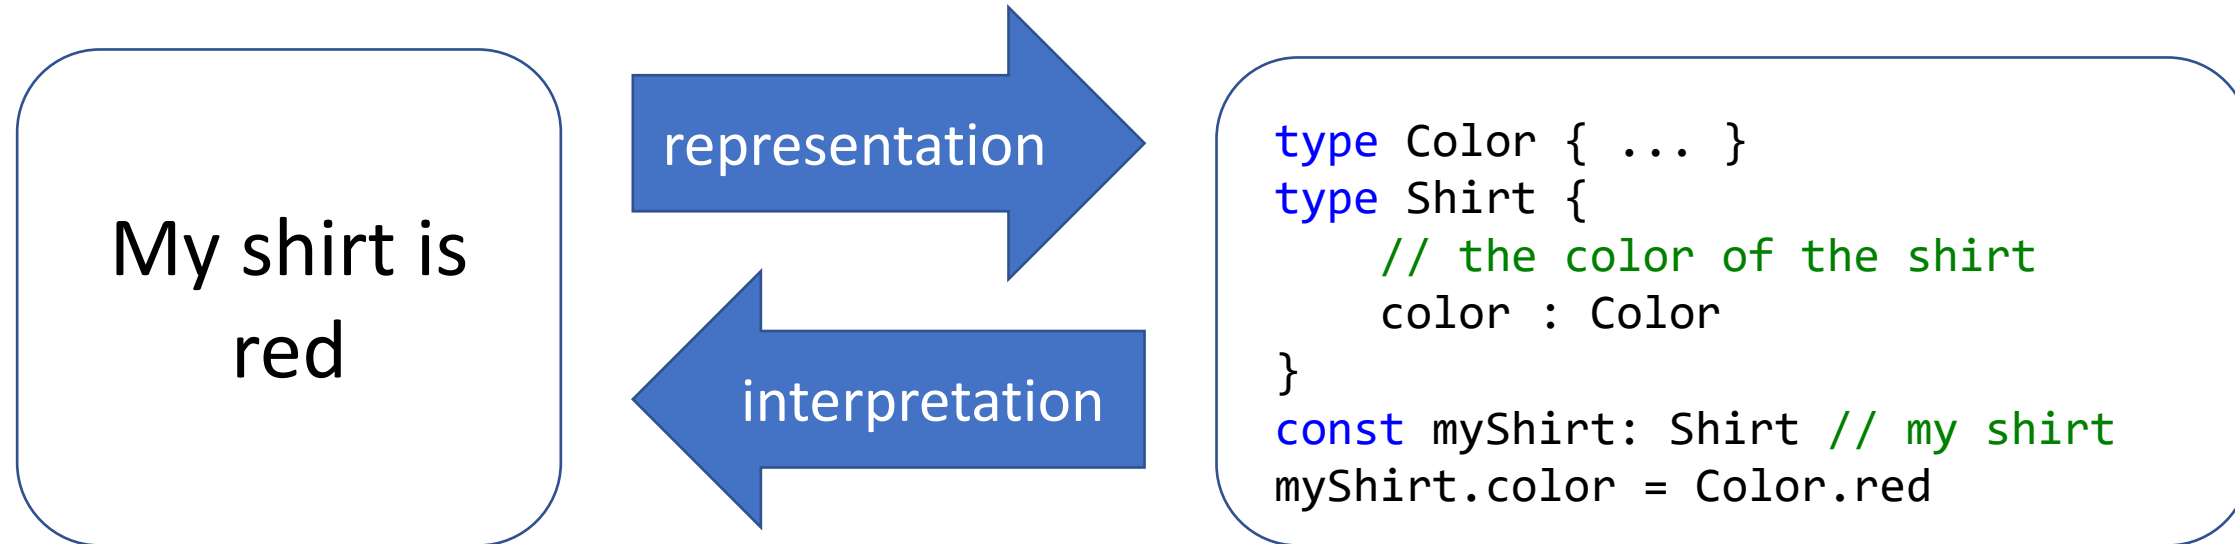 My shirt is
red
representation
interpretation
type Color { ... }
type Shirt {
    // the color of the shirt
    color : Color
}
const myShirt: Shirt // my shirt
myShirt.color = Color.red